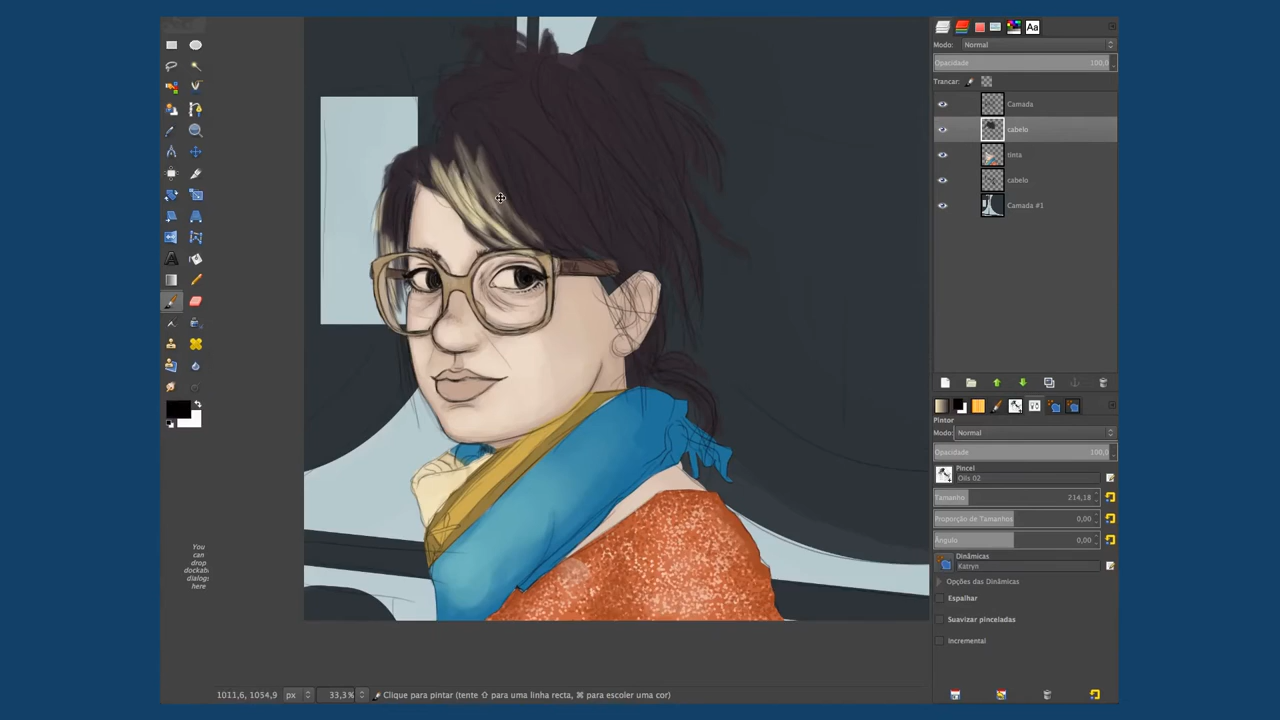 Aa
Modo: Normal
Opacidade 100,0
Trancar:
Camada
cabelo
tinta
cabelo
Camada #1
Pintor
Modo: Normal
Opacidade 100,0
Pincel
Oils 02
Tamanho 214,18
Proporção de Tamanhos 0,00
Ângulo 0,00
Dinâmicas
Katryn
Opções das Dinâmicas
Espalhar
Suavizar pinceladas
Incremental
You
can
drop
dockable
dialogs
here
1011,6, 1054,9 px 33,3% Clique para pintar (tente ⇧ para uma linha reta, ⌘ para escoler uma cor)